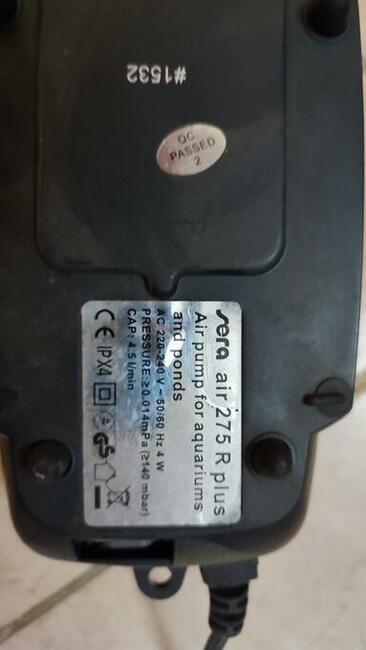 #1532
QC
PASSED
2
sera air 275 R plus
Air pump for aquariums
and ponds
AC 220-240 V ~ 50/60 Hz 4 W
PRESSURE: ≥0.014mPa (≥140 mbar)
CAP: 4.5 l/min
CE IPX4 GS